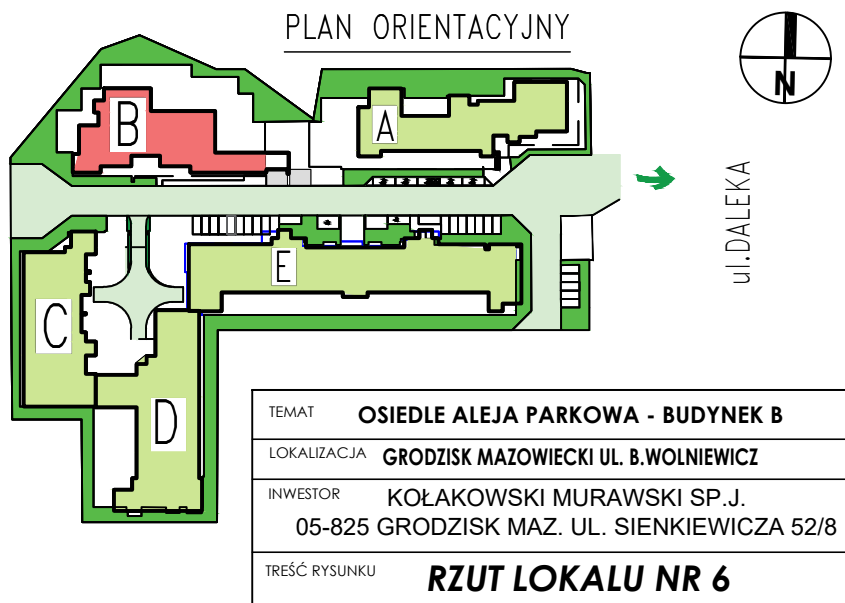 PLAN ORIENTACYJNY
N
B
A
ul.DALEKA
E
C
D
TEMAT OSIEDLE ALEJA PARKOWA - BUDYNEK B
LOKALIZACJA GRODZISK MAZOWIECKI UL. B.WOLNIEWICZ
INWESTOR KOŁAKOWSKI MURAWSKI SP.J.
05-825 GRODZISK MAZ. UL. SIENKIEWICZA 52/8
TREŚĆ RYSUNKU RZUT LOKALU NR 6